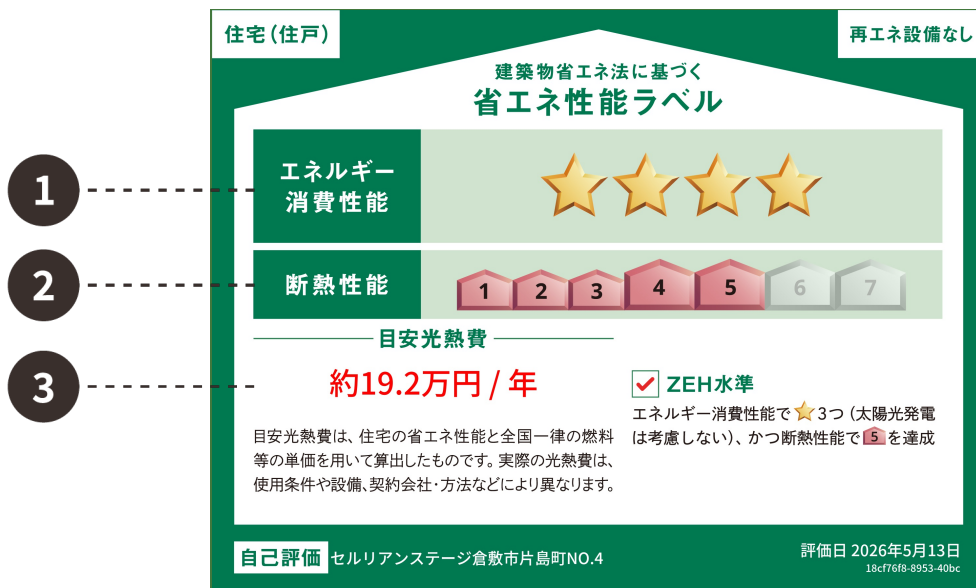 住宅(住戸)
再エネ設備なし
建築物省エネ法に基づく
省エネ性能ラベル
1
エネルギー
消費性能
2
断熱性能
1 2 3 4 5 6 7
目安光熱費
3
約19.2万円 / 年
目安光熱費は、住宅の省エネ性能と全国一律の燃料
等の単価を用いて算出したものです。実際の光熱費は、
使用条件や設備、契約会社・方法などにより異なります。
ZEH水準
エネルギー消費性能で3つ(太陽光発電
は考慮しない)、かつ断熱性能で5を達成
自己評価 セルリアンステージ倉敷市片島町NO.4
評価日 2026年5月13日
18cf76f8-8953-40bc